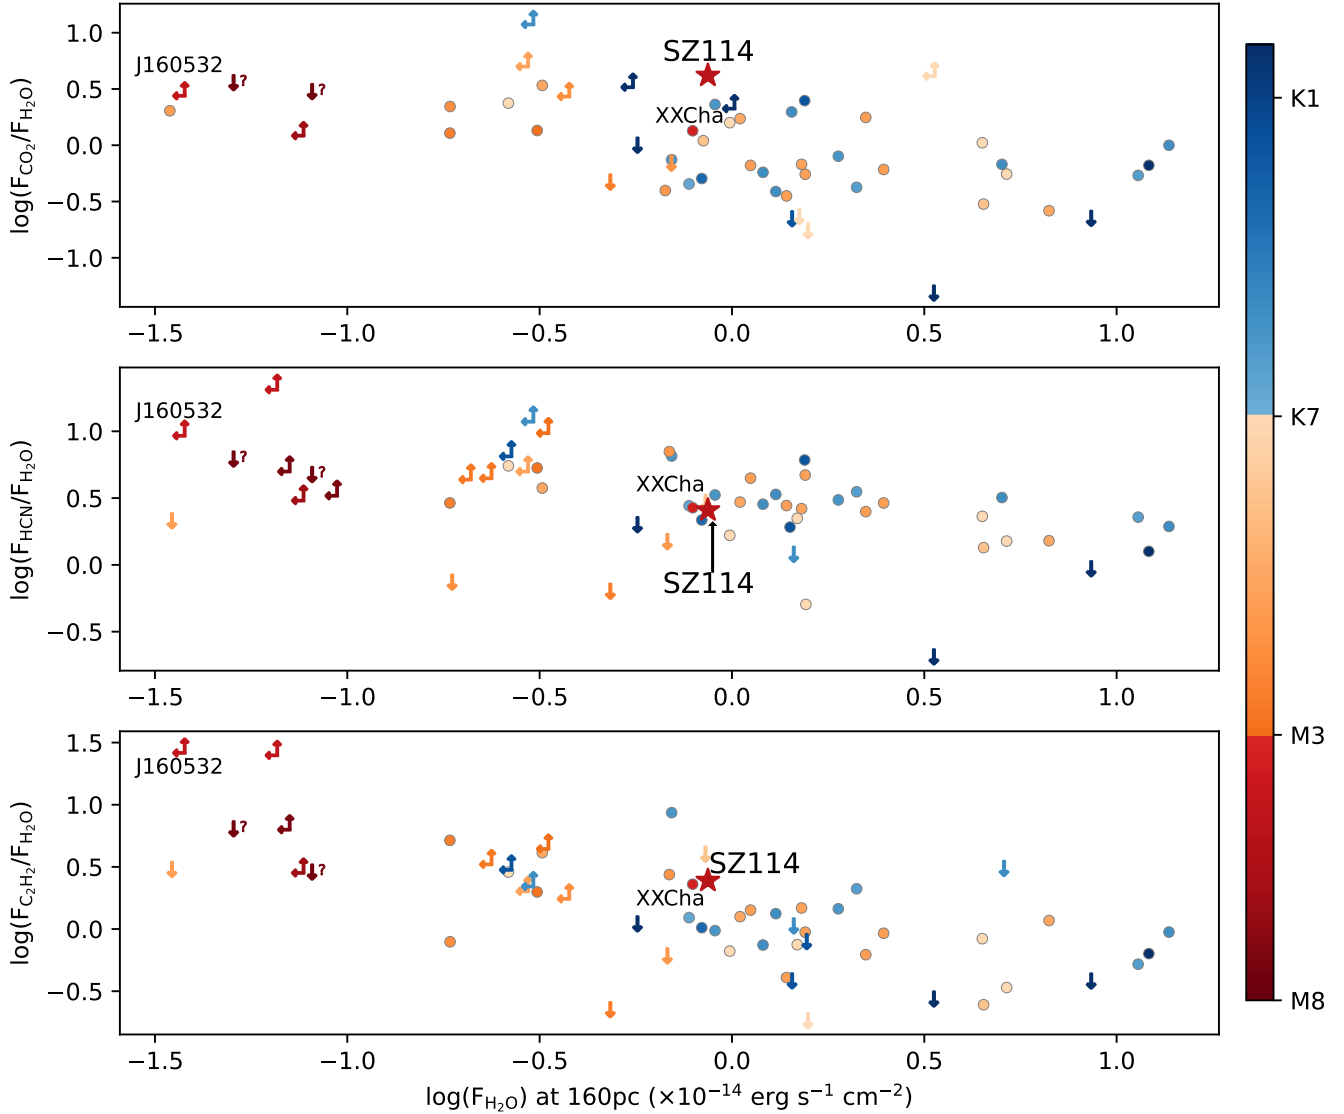 log(F_CO₂/F_H₂O)
1.0
0.5
0.0
−0.5
−1.0
J160532
?
?
SZ114
XXCha
−1.5 −1.0 −0.5 0.0 0.5 1.0
log(F_HCN/F_H₂O)
1.0
0.5
0.0
−0.5
J160532
?
?
XXCha
SZ114
−1.5 −1.0 −0.5 0.0 0.5 1.0
log(F_C₂H₂/F_H₂O)
1.5
1.0
0.5
0.0
−0.5
J160532
?
?
SZ114
XXCha
−1.5 −1.0 −0.5 0.0 0.5 1.0
log(F_H₂O) at 160pc (×10⁻¹⁴ erg s⁻¹ cm⁻²)
K1
K7
M3
M8